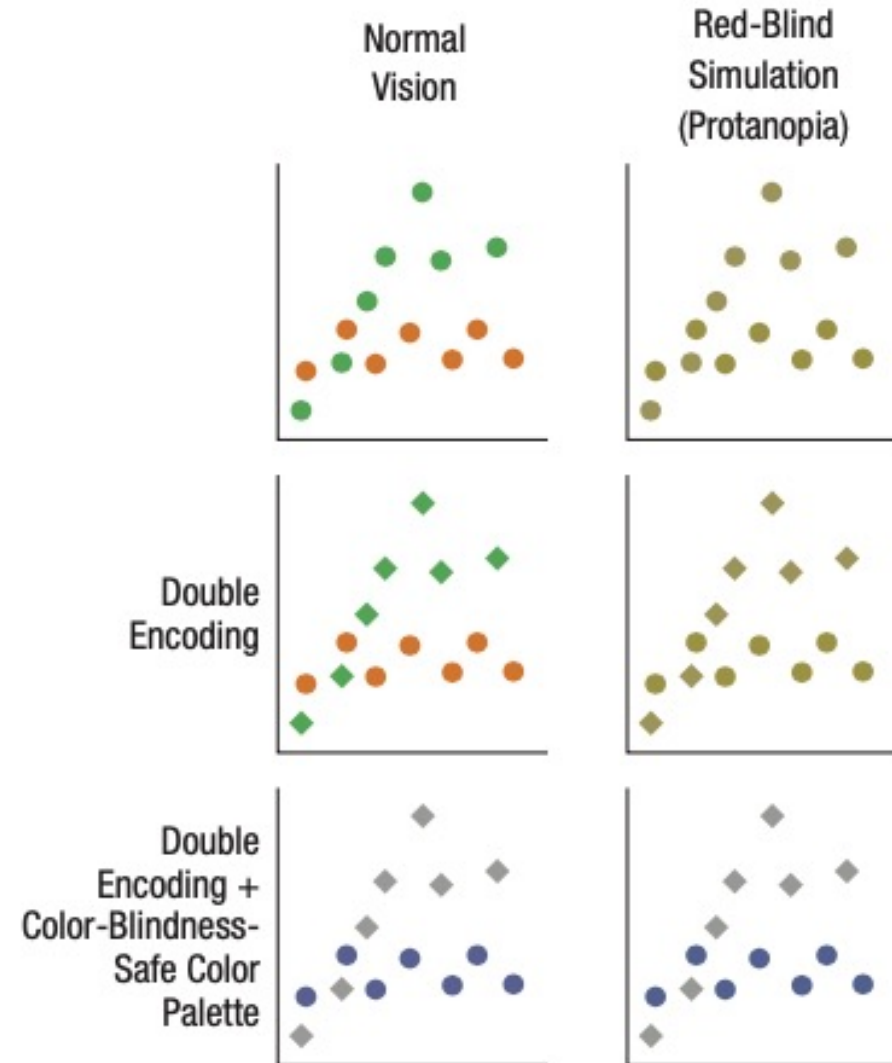 Normal
Vision
Red-Blind
Simulation
(Protanopia)
Double
Encoding
Double
Encoding +
Color-Blindness-
Safe Color
Palette